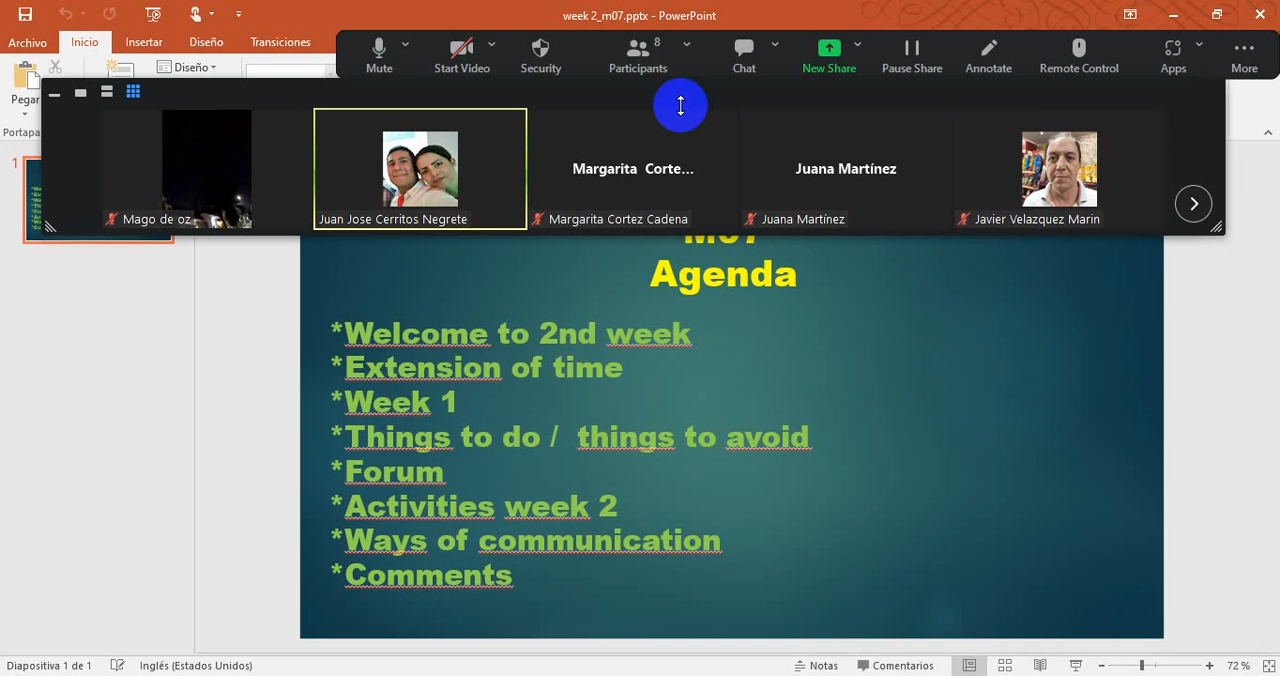 week 2_m07.pptx - PowerPoint
Archivo Inicio Insertar Diseño Transiciones
Mute Start Video Security Participants 8 Chat New Share Pause Share Annotate Remote Control Apps More
Pegar
Diseño
Portapa
Margarita Corte...
Juana Martínez
Mago de oz
Juan Jose Cerritos Negrete
Margarita Cortez Cadena
Juana Martínez
Javier Velazquez Marin
1
M07
Agenda
*Welcome to 2nd week
*Extension of time
*Week 1
*Things to do / things to avoid
*Forum
*Activities week 2
*Ways of communication
*Comments
Diapositiva 1 de 1 Inglés (Estados Unidos) Notas Comentarios 72 %